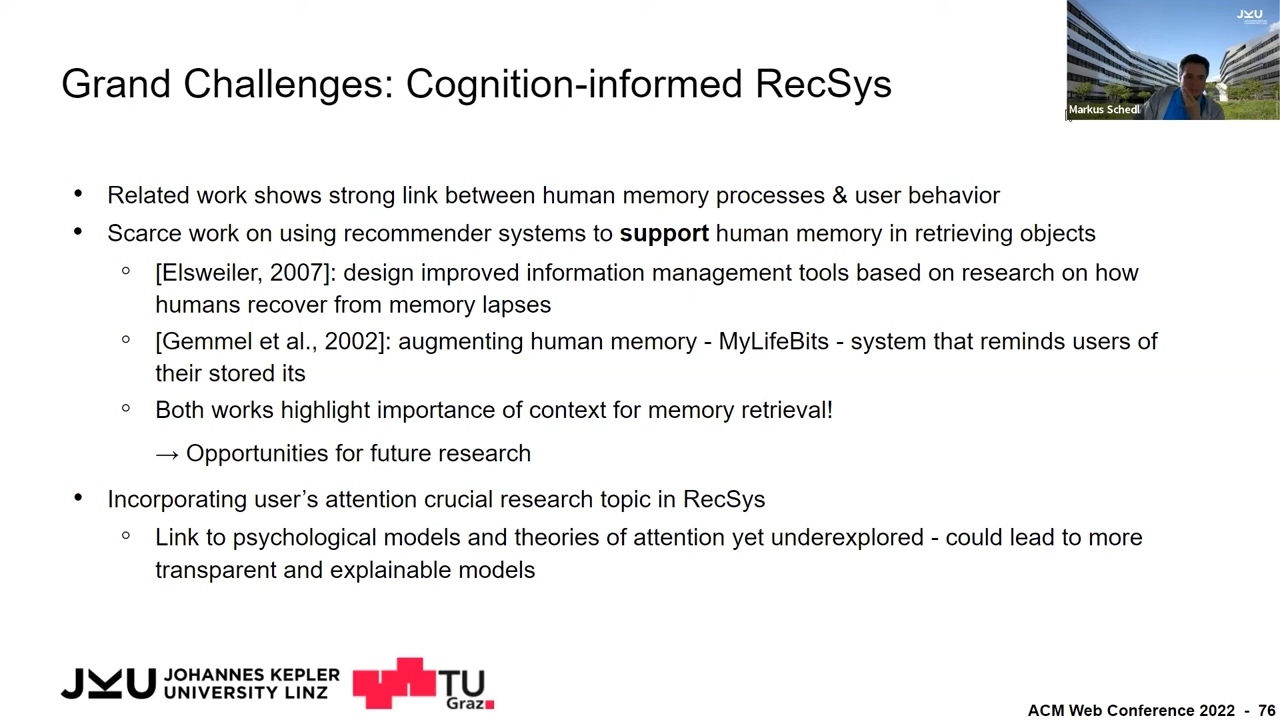 JKU
Markus Schedl
Grand Challenges: Cognition-informed RecSys
• Related work shows strong link between human memory processes & user behavior
• Scarce work on using recommender systems to support human memory in retrieving objects
○ [Elsweiler, 2007]: design improved information management tools based on research on how
humans recover from memory lapses
○ [Gemmel et al., 2002]: augmenting human memory - MyLifeBits - system that reminds users of
their stored its
○ Both works highlight importance of context for memory retrieval!
→ Opportunities for future research
• Incorporating user’s attention crucial research topic in RecSys
○ Link to psychological models and theories of attention yet underexplored - could lead to more
transparent and explainable models
JKU JOHANNES KEPLER
UNIVERSITY LINZ
TU
Graz
ACM Web Conference 2022 - 76